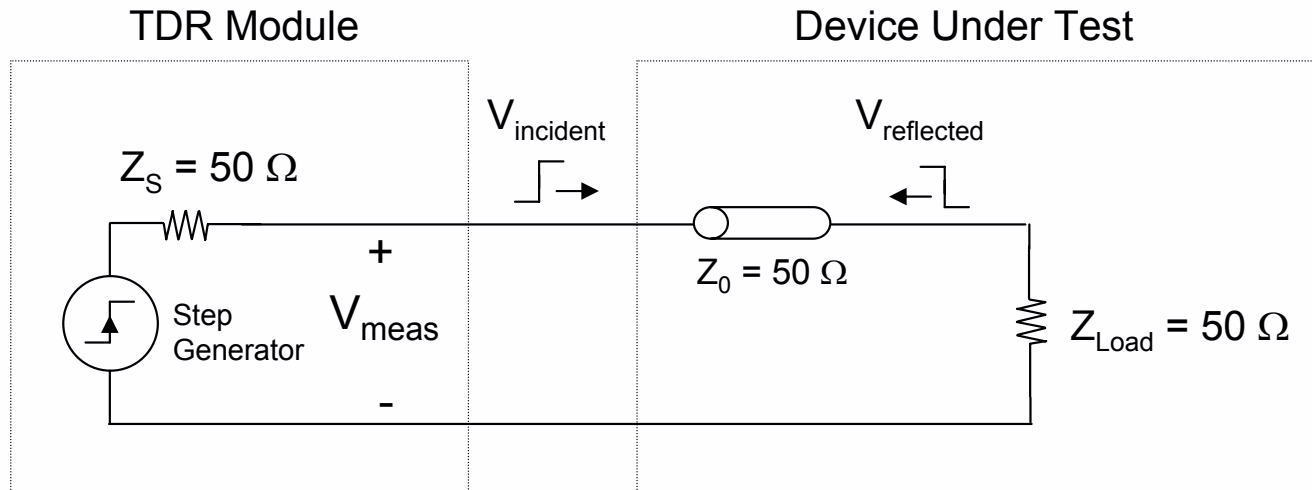 TDR Module
Device Under Test
V_incident
V_reflected
Z_S = 50 Ω
+
Z_0 = 50 Ω
Step
Generator
V_meas
Z_Load = 50 Ω
-